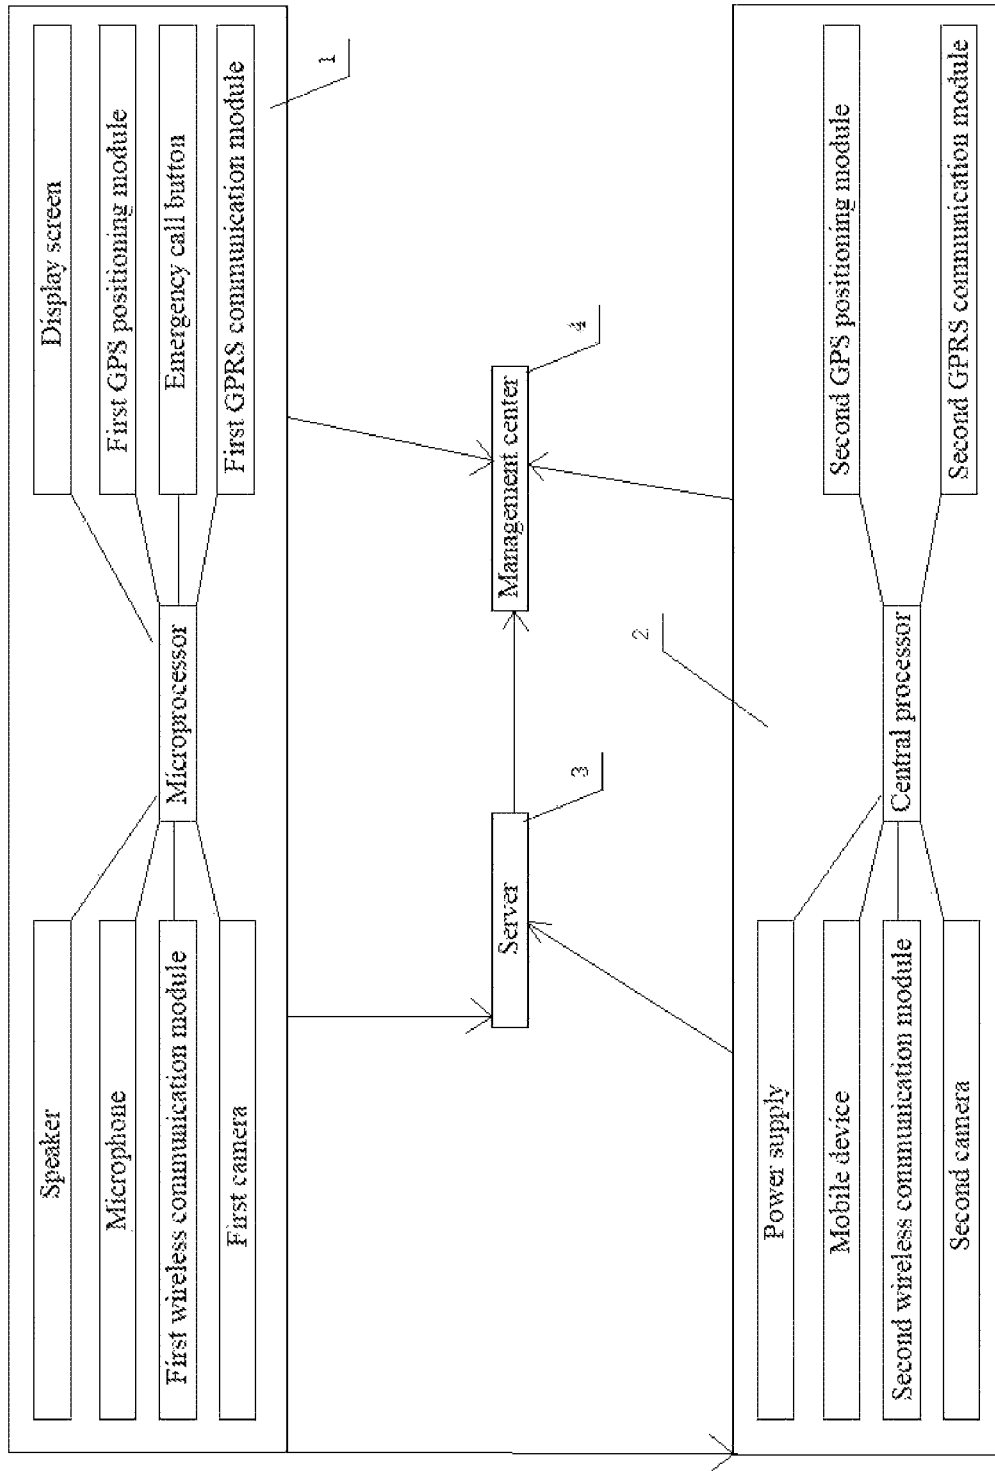 Speaker
Microphone
First wireless communication module
First camera
Microprocessor
Display screen
First GPS positioning module
Emergency call button
First GPRS communication module
1
Server
3
Management center
4
2
Power supply
Mobile device
Second wireless communication module
Second camera
Central processor
Second GPS positioning module
Second GPRS communication module